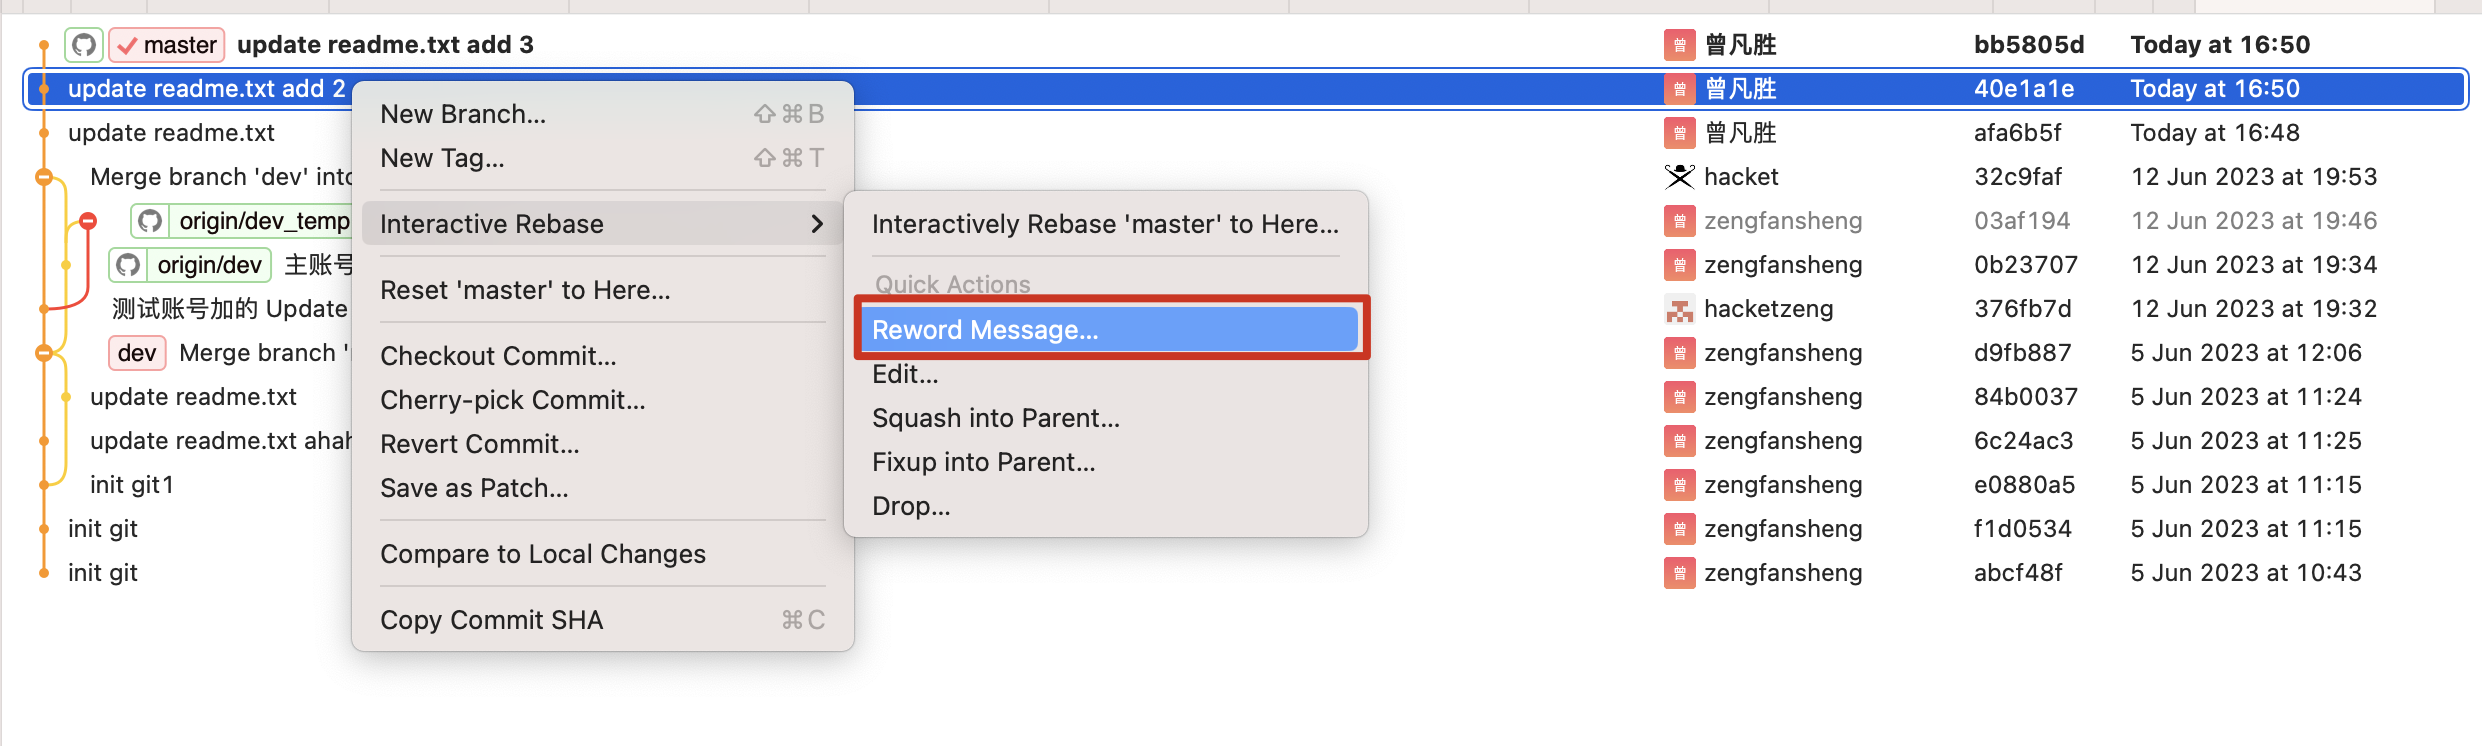 master update readme.txt add 3 曾 曾凡胜 bb5805d Today at 16:50
update readme.txt add 2 曾 曾凡胜 40e1a1e Today at 16:50
update readme.txt 曾 曾凡胜 afa6b5f Today at 16:48
Merge branch 'dev' into hacket 32c9faf 12 Jun 2023 at 19:53
origin/dev_temp 曾 zengfansheng 03af194 12 Jun 2023 at 19:46
origin/dev 主账号 曾 zengfansheng 0b23707 12 Jun 2023 at 19:34
测试账号加的 Update hacketzeng 376fb7d 12 Jun 2023 at 19:32
dev Merge branch ' 曾 zengfansheng d9fb887 5 Jun 2023 at 12:06
update readme.txt 曾 zengfansheng 84b0037 5 Jun 2023 at 11:24
update readme.txt ahah 曾 zengfansheng 6c24ac3 5 Jun 2023 at 11:25
init git1 曾 zengfansheng e0880a5 5 Jun 2023 at 11:15
init git 曾 zengfansheng f1d0534 5 Jun 2023 at 11:15
init git 曾 zengfansheng abcf48f 5 Jun 2023 at 10:43
New Branch... ⇧⌘B
New Tag... ⇧⌘T
Interactive Rebase
Reset 'master' to Here...
Checkout Commit...
Cherry-pick Commit...
Revert Commit...
Save as Patch...
Compare to Local Changes
Copy Commit SHA ⌘C
Interactively Rebase 'master' to Here...
Quick Actions
Reword Message...
Edit...
Squash into Parent...
Fixup into Parent...
Drop...